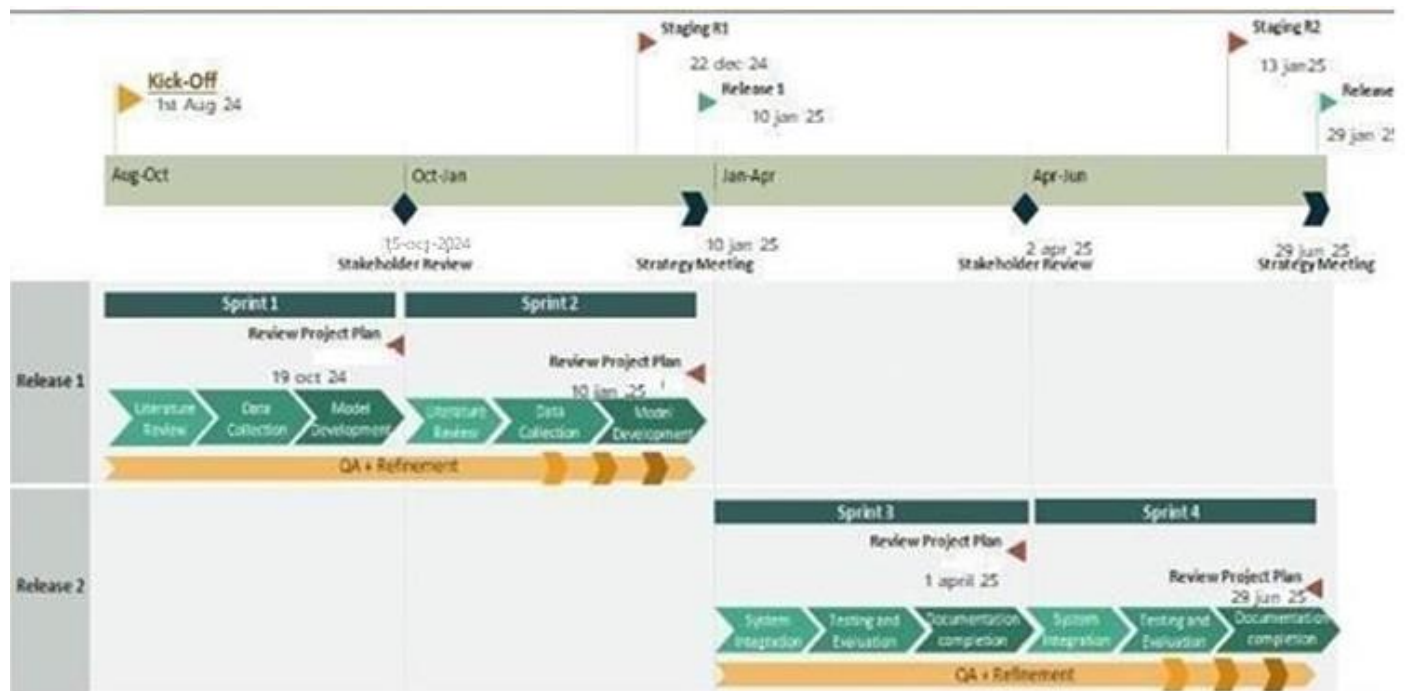 Staging R1
22 dec 24
Release 1
10 jan 25
Staging R2
13 jan25
Release
29 jan 25
Kick-Off
1st Aug 24
Aug-Oct
Oct-Jan
Jan-Apr
Apr-Jun
15-oct-2024
Stakeholder Review
10 jan 25
Strategy Meeting
2 apr 25
Stakeholder Review
29 jun 25
Strategy Meeting
Release 1
Sprint 1
Sprint 2
Review Project Plan
19 oct 24
Review Project Plan
10 jan 25
Literature
Review
Data
Collection
Model
Development
Literature
Review
Data
Collection
Model
Development
QA + Refinement
Release 2
Sprint 3
Sprint 4
Review Project Plan
1 april 25
Review Project Plan
29 jun 25
System
Integration
Testing and
Evaluation
Documentation
completion
System
Integration
Testing and
Evaluation
Documentation
completion
QA + Refinement